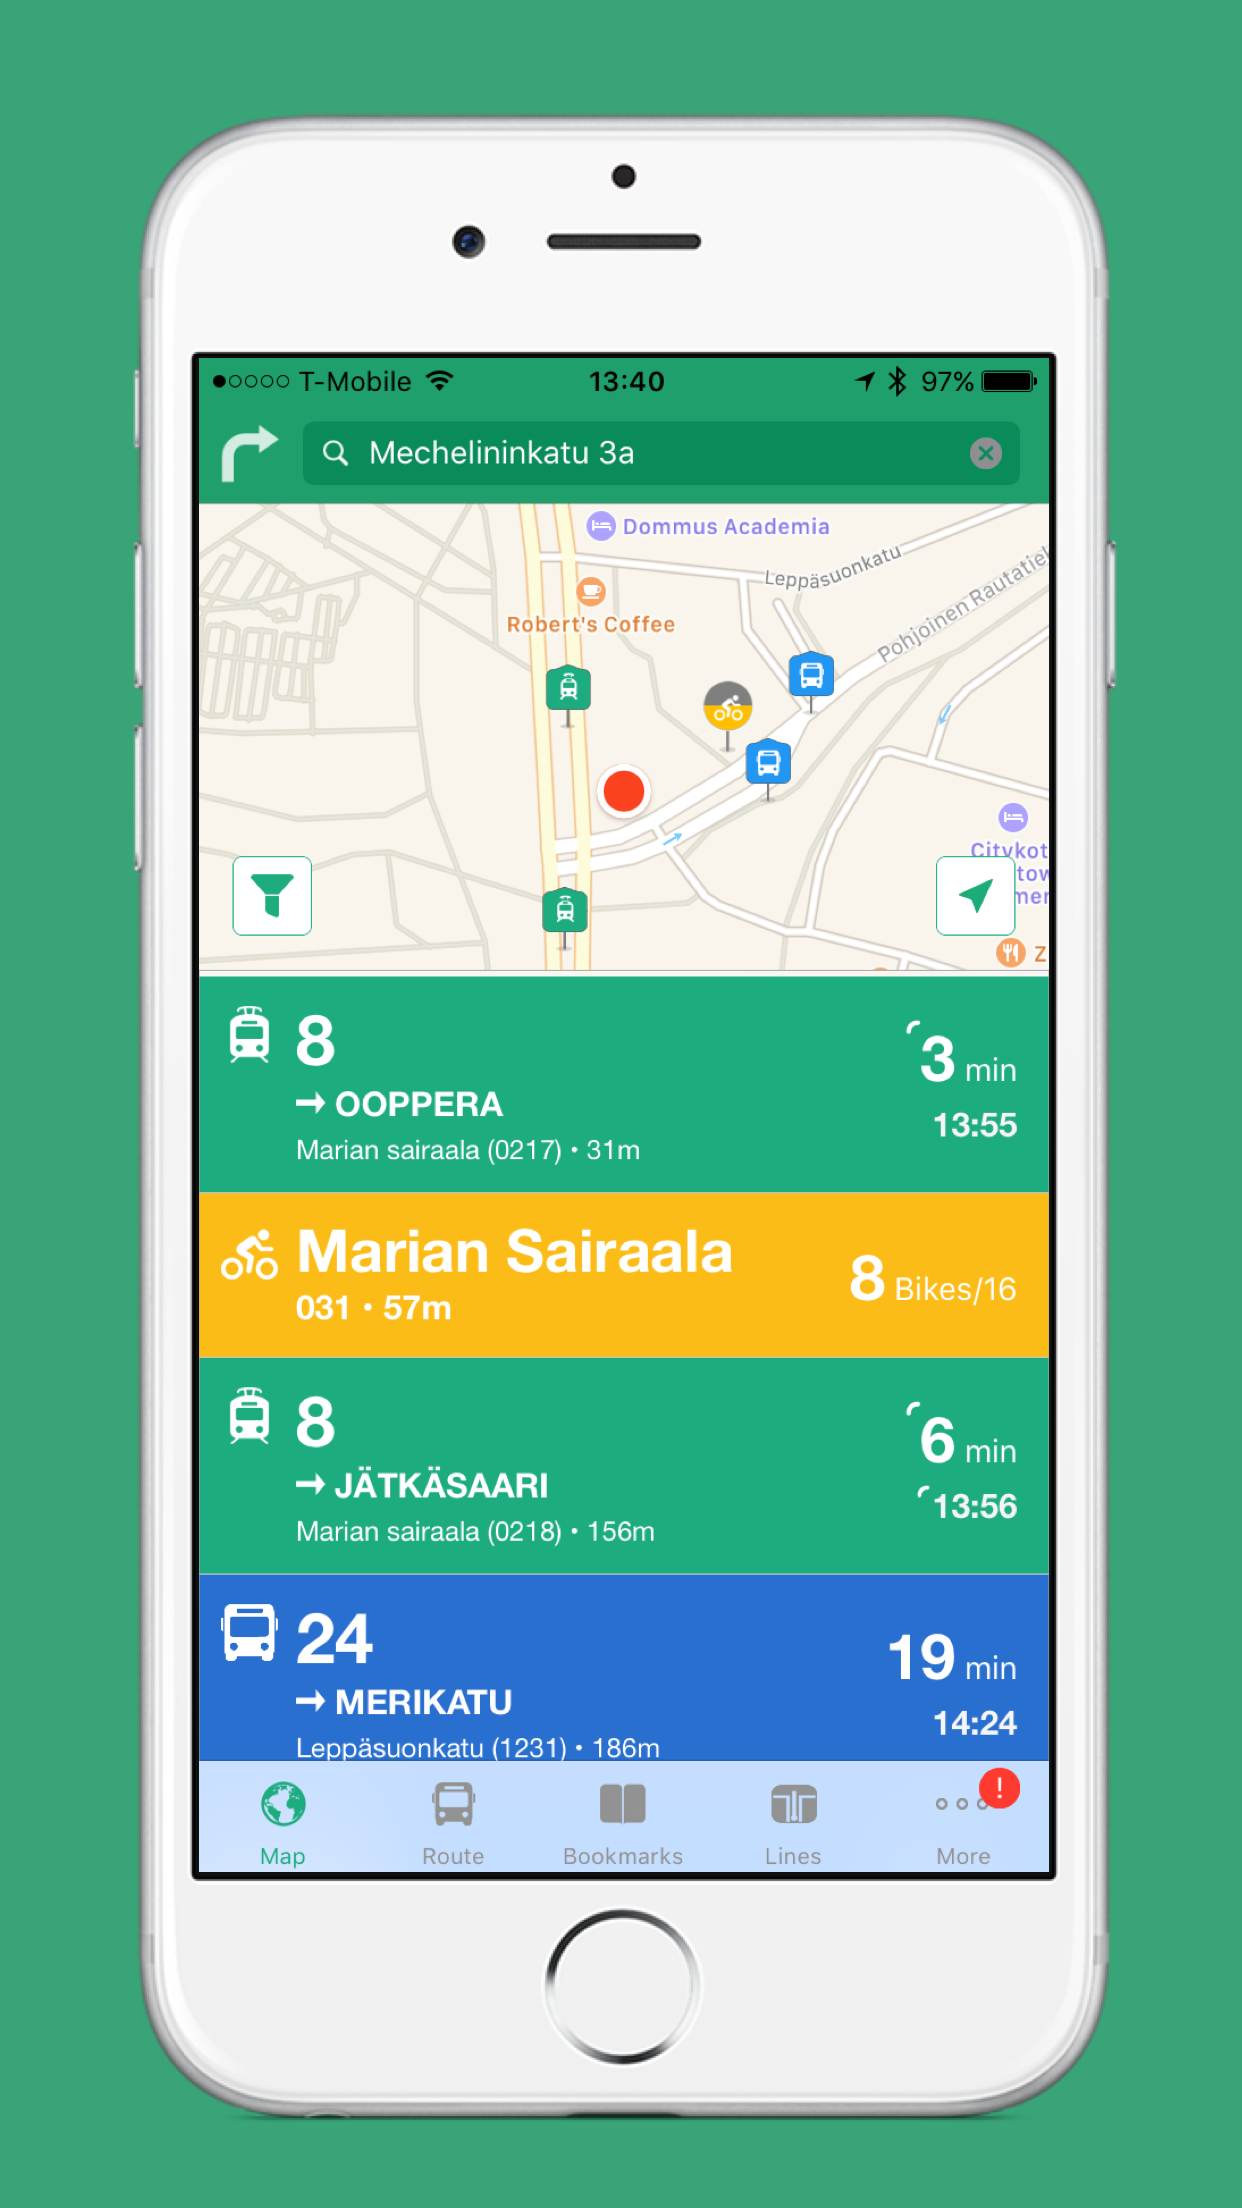 T-Mobile 13:40 97%
Mechelininkatu 3a
Dommus Academia
Leppäsuonkatu
Pohjoinen Rautatiek
Robert's Coffee
Citykot
tow
mer
Z
8 3 min
→ OOPPERA 13:55
Marian sairaala (0217) • 31m
Marian Sairaala 8 Bikes/16
031 • 57m
8 6 min
→ JÄTKÄSAARI 13:56
Marian sairaala (0218) • 156m
24 19 min
→ MERIKATU 14:24
Leppäsuonkatu (1231) • 186m
!
Map Route Bookmarks Lines More